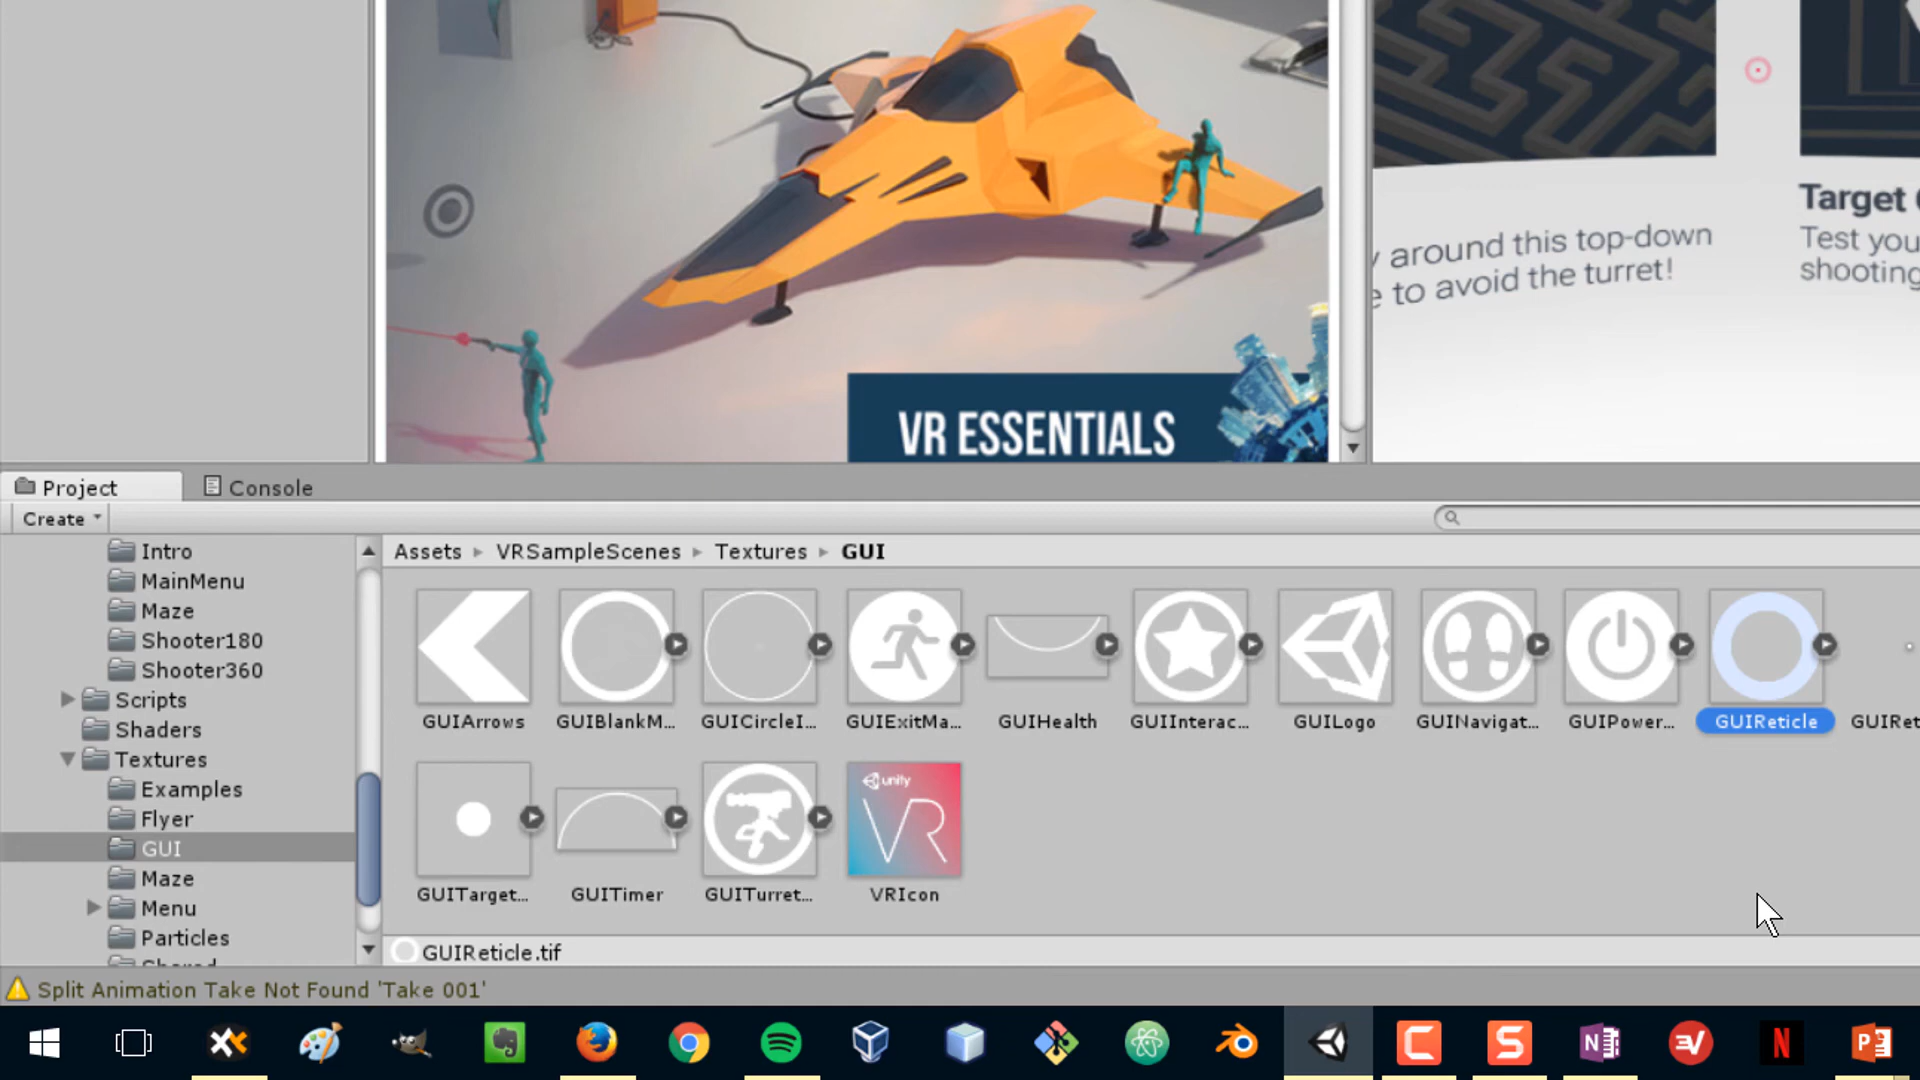 Target
y around this top-down
Test you
e to avoid the turret!
shooting
VR ESSENTIALS
Project
Console
Create
Intro
MainMenu
Maze
Shooter180
Shooter360
Scripts
Shaders
Textures
Examples
Flyer
GUI
Maze
Menu
Particles
Shared
Assets VRSampleScenes Textures GUI
GUIArrows GUIBlankM... GUICircleI... GUIExitMa... GUIHealth GUIInterac... GUILogo GUINavigat... GUIPower... GUIReticle GUIRet
unity
VR
GUITarget... GUITimer GUITurret... VRIcon
GUIReticle.tif
Split Animation Take Not Found 'Take 001'